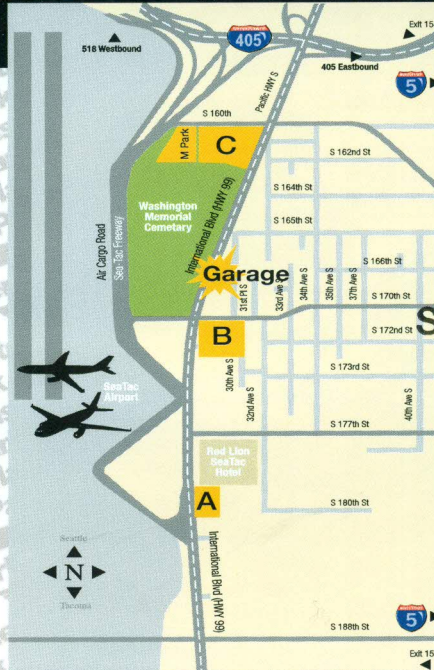 Exit 15
518 Westbound
405
405 Eastbound
5
Pacific HWY S
S 160th
M Park
C
S 162nd St
Washington
Memorial
Cemetary
International Blvd (HWY 99)
S 164th St
S 165th St
Air Cargo Road
Sea-Tac Freeway
Garage
S 166th St
31st Pl S
33rd Ave S
34th Ave S
35th Ave S
37th Ave S
S 170th St
B
S 172nd St
S
30th Ave S
32nd Ave S
S 173rd St
40th Ave S
SeaTac
Airport
S 177th St
Red Lion
SeaTac
Hotel
A
S 180th St
Seattle
N
Tacoma
International Blvd (HWY 99)
5
S 188th St
Exit 15